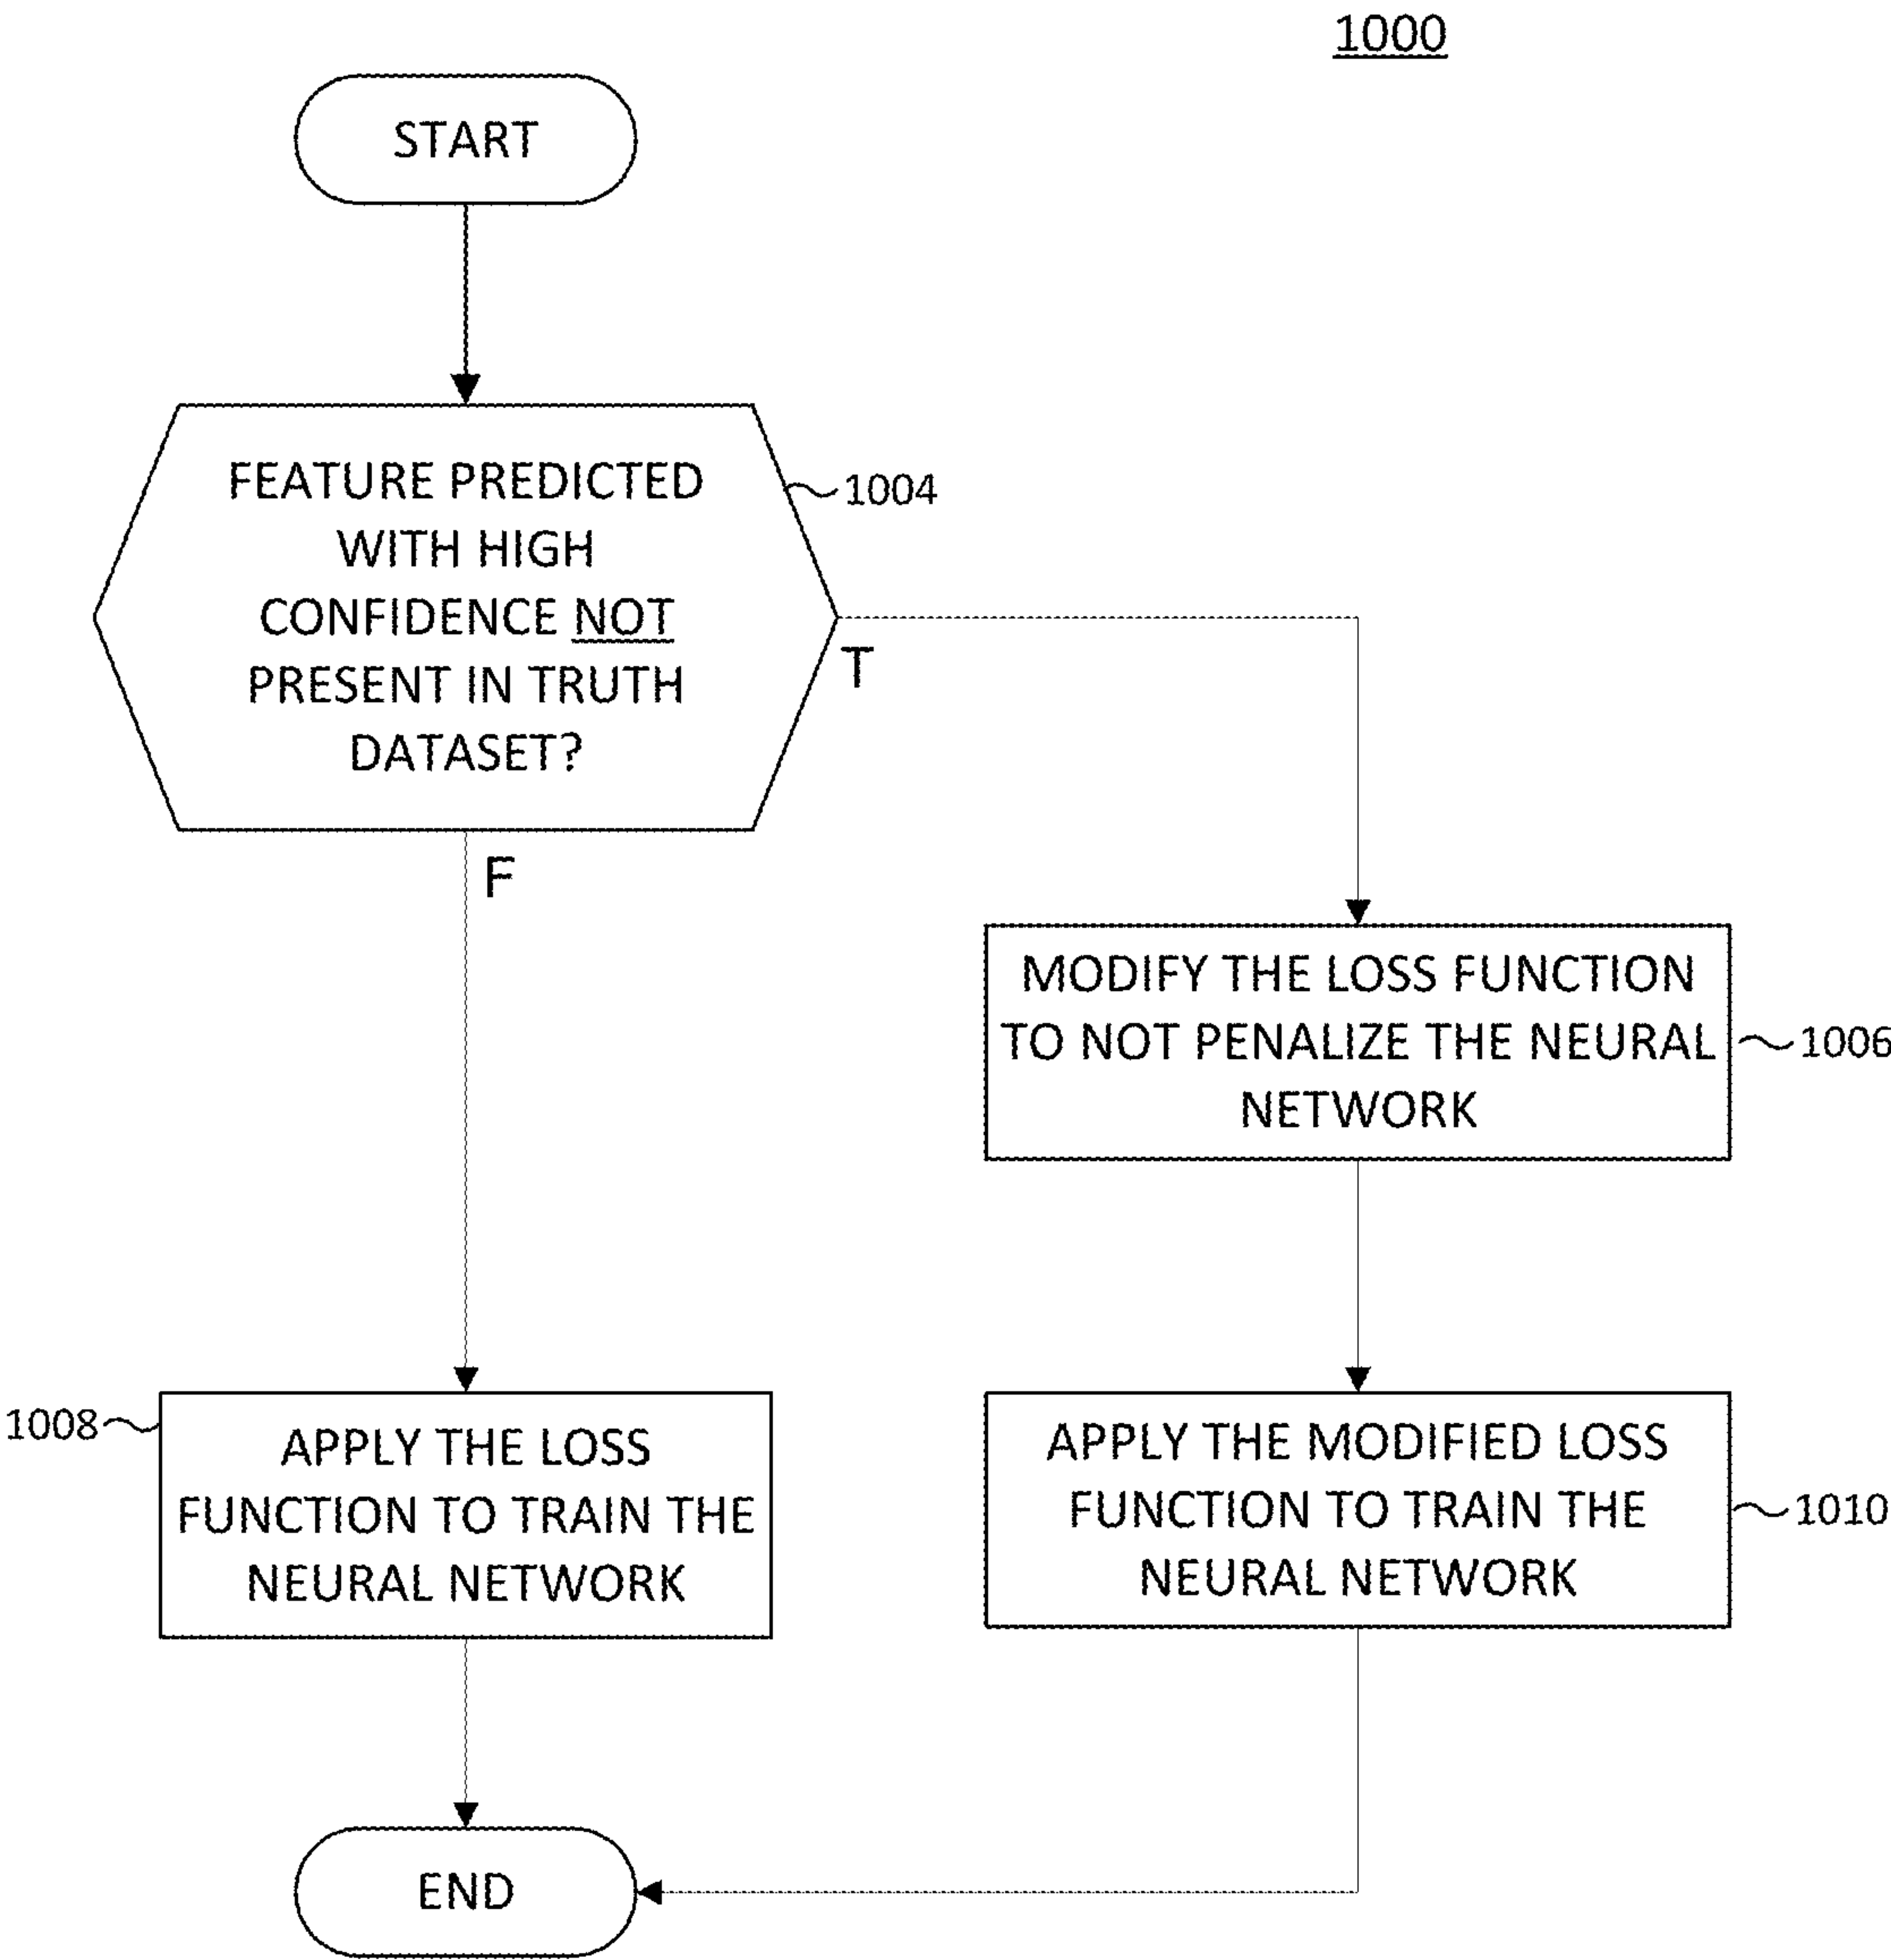 1000
START
FEATURE PREDICTED
WITH HIGH
CONFIDENCE NOT
PRESENT IN TRUTH
DATASET?
1004
T
F
MODIFY THE LOSS FUNCTION
TO NOT PENALIZE THE NEURAL
NETWORK
1006
1008
APPLY THE LOSS
FUNCTION TO TRAIN THE
NEURAL NETWORK
APPLY THE MODIFIED LOSS
FUNCTION TO TRAIN THE
NEURAL NETWORK
1010
END